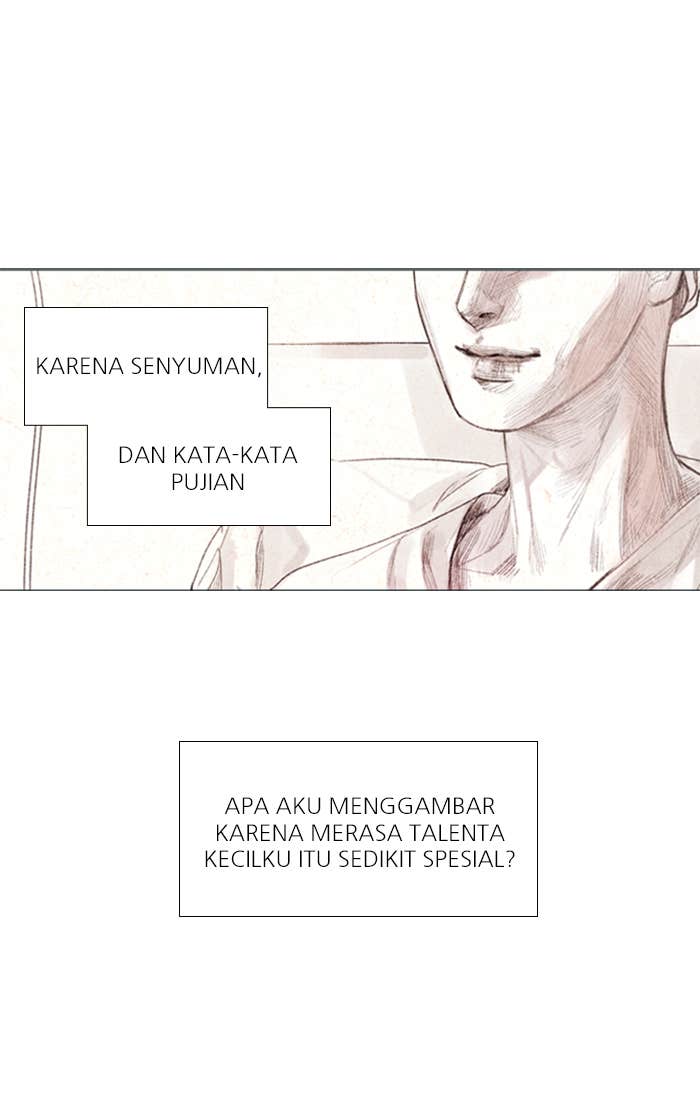 KARENA SENYUMAN,
DAN KATA-KATA
PUJIAN
APA AKU MENGGAMBAR
KARENA MERASA TALENTA
KECILKU ITU SEDIKIT SPESIAL?